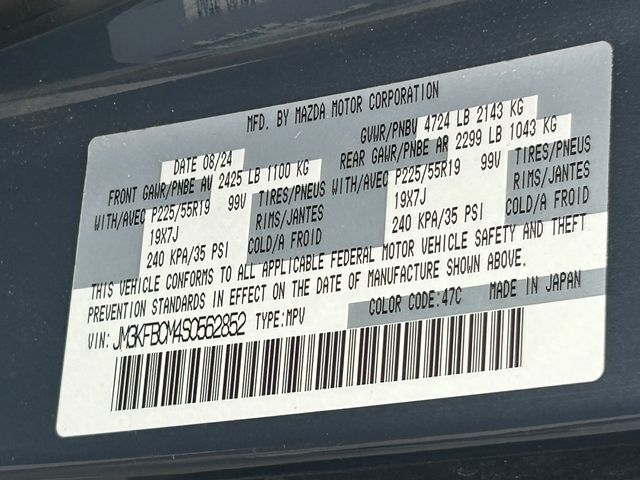 MFD. BY MAZDA MOTOR CORPORATION
DATE 08/24 GVWR/PNBV 4724 LB 2143 KG
FRONT GAWR/PNBE AV 2425 LB 1100 KG REAR GAWR/PNBE AR 2299 LB 1043 KG
WITH/AVEC P225/55R19 99V TIRES/PNEUS WITH/AVEC P225/55R19 99V TIRES/PNEUS
19X7J RIMS/JANTES 19X7J RIMS/JANTES
240 KPA/35 PSI COLD/A FROID 240 KPA/35 PSI COLD/A FROID
THIS VEHICLE CONFORMS TO ALL APPLICABLE FEDERAL MOTOR VEHICLE SAFETY AND THEFT
PREVENTION STANDARDS IN EFFECT ON THE DATE OF MANUFACTURE SHOWN ABOVE.
COLOR CODE:47C MADE IN JAPAN
VIN: JM3KFBCM4S0562852 TYPE:MPV